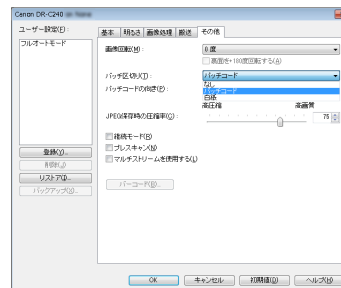 Canon DR-C240
ユーザー設定(F):
フルオートモード
登録(Y)...
削除(J)
リストア(I)...
バックアップ(X)...
基本 明るさ 画像処理 搬送 その他
画像回転(M):
0 度
裏面を+180度回転する(A)
バッチ区切り(T):
パッチコード
なし
パッチコード
白紙
パッチコードの向き(P):
高圧縮 高画質
JPEG保存時の圧縮率(C):
75
継続モード(R)
プレスキャン(N)
マルチストリームを使用する(L)
バーコード(B)...
OK
キャンセル
初期値(D)
ヘルプ(H)